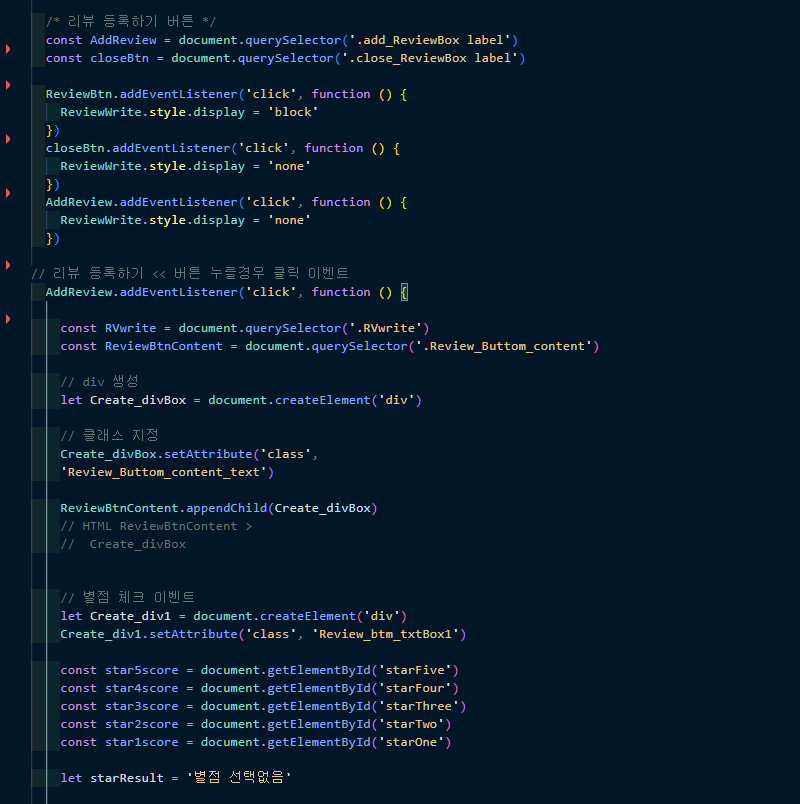 /* 리뷰 등록하기 버튼 */
const AddReview = document.querySelector('.add_ReviewBox label')
const closeBtn = document.querySelector('.close_ReviewBox label')
ReviewBtn.addEventListener('click', function () {
ReviewWrite.style.display = 'block'
})
closeBtn.addEventListener('click', function () {
ReviewWrite.style.display = 'none'
})
AddReview.addEventListener('click', function () {
ReviewWrite.style.display = 'none'
})
// 리뷰 등록하기 << 버튼 누를경우 클릭 이벤트
AddReview.addEventListener('click', function () {
const RVwrite = document.querySelector('.RVwrite')
const ReviewBtnContent = document.querySelector('.Review_Buttom_content')
// div 생성
let Create_divBox = document.createElement('div')
// 클래스 지정
Create_divBox.setAttribute('class',
'Review_Buttom_content_text')
ReviewBtnContent.appendChild(Create_divBox)
// HTML ReviewBtnContent >
//  Create_divBox
// 별점 체크 이벤트
let Create_div1 = document.createElement('div')
Create_div1.setAttribute('class', 'Review_btm_txtBox1')
const star5score = document.getElementById('starFive')
const star4score = document.getElementById('starFour')
const star3score = document.getElementById('starThree')
const star2score = document.getElementById('starTwo')
const star1score = document.getElementById('starOne')
let starResult = '별점 선택없음'